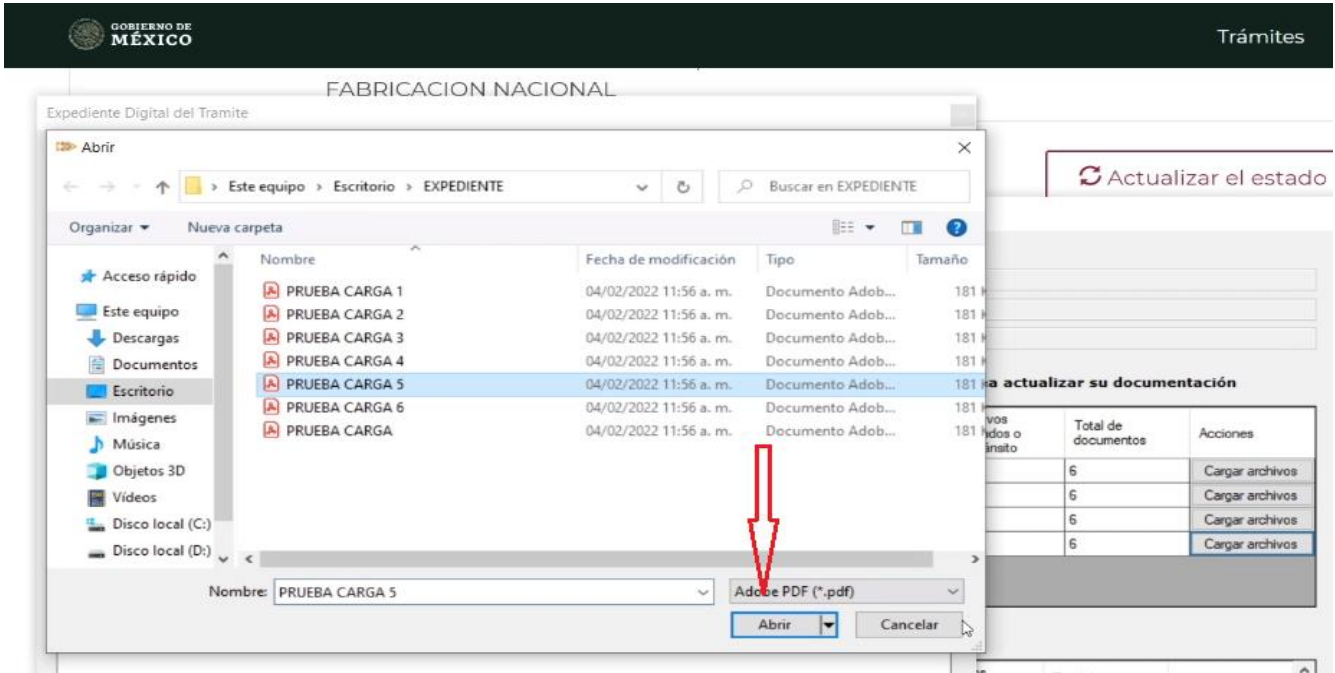 GOBIERNO DE
MÉXICO
Trámites
FABRICACION NACIONAL
Expediente Digital del Tramite
Abrir
Este equipo > Escritorio > EXPEDIENTE
Buscar en EXPEDIENTE
Actualizar el estado
Organizar
Nueva carpeta
Nombre Fecha de modificación Tipo Tamaño
Acceso rápido
Este equipo
Descargas
Documentos
Escritorio
Imágenes
Música
Objetos 3D
Vídeos
Disco local (C:)
Disco local (D:)
PRUEBA CARGA 1 04/02/2022 11:56 a. m. Documento Adob... 181
PRUEBA CARGA 2 04/02/2022 11:56 a. m. Documento Adob... 181
PRUEBA CARGA 3 04/02/2022 11:56 a. m. Documento Adob... 181
PRUEBA CARGA 4 04/02/2022 11:56 a. m. Documento Adob... 181
PRUEBA CARGA 5 04/02/2022 11:56 a. m. Documento Adob... 181
PRUEBA CARGA 6 04/02/2022 11:56 a. m. Documento Adob... 181
PRUEBA CARGA 04/02/2022 11:56 a. m. Documento Adob... 181
a actualizar su documentación
Total de
documentos
Acciones
6 Cargar archivos
6 Cargar archivos
6 Cargar archivos
6 Cargar archivos
Nombre: PRUEBA CARGA 5
Adobe PDF (*.pdf)
Abrir
Cancelar